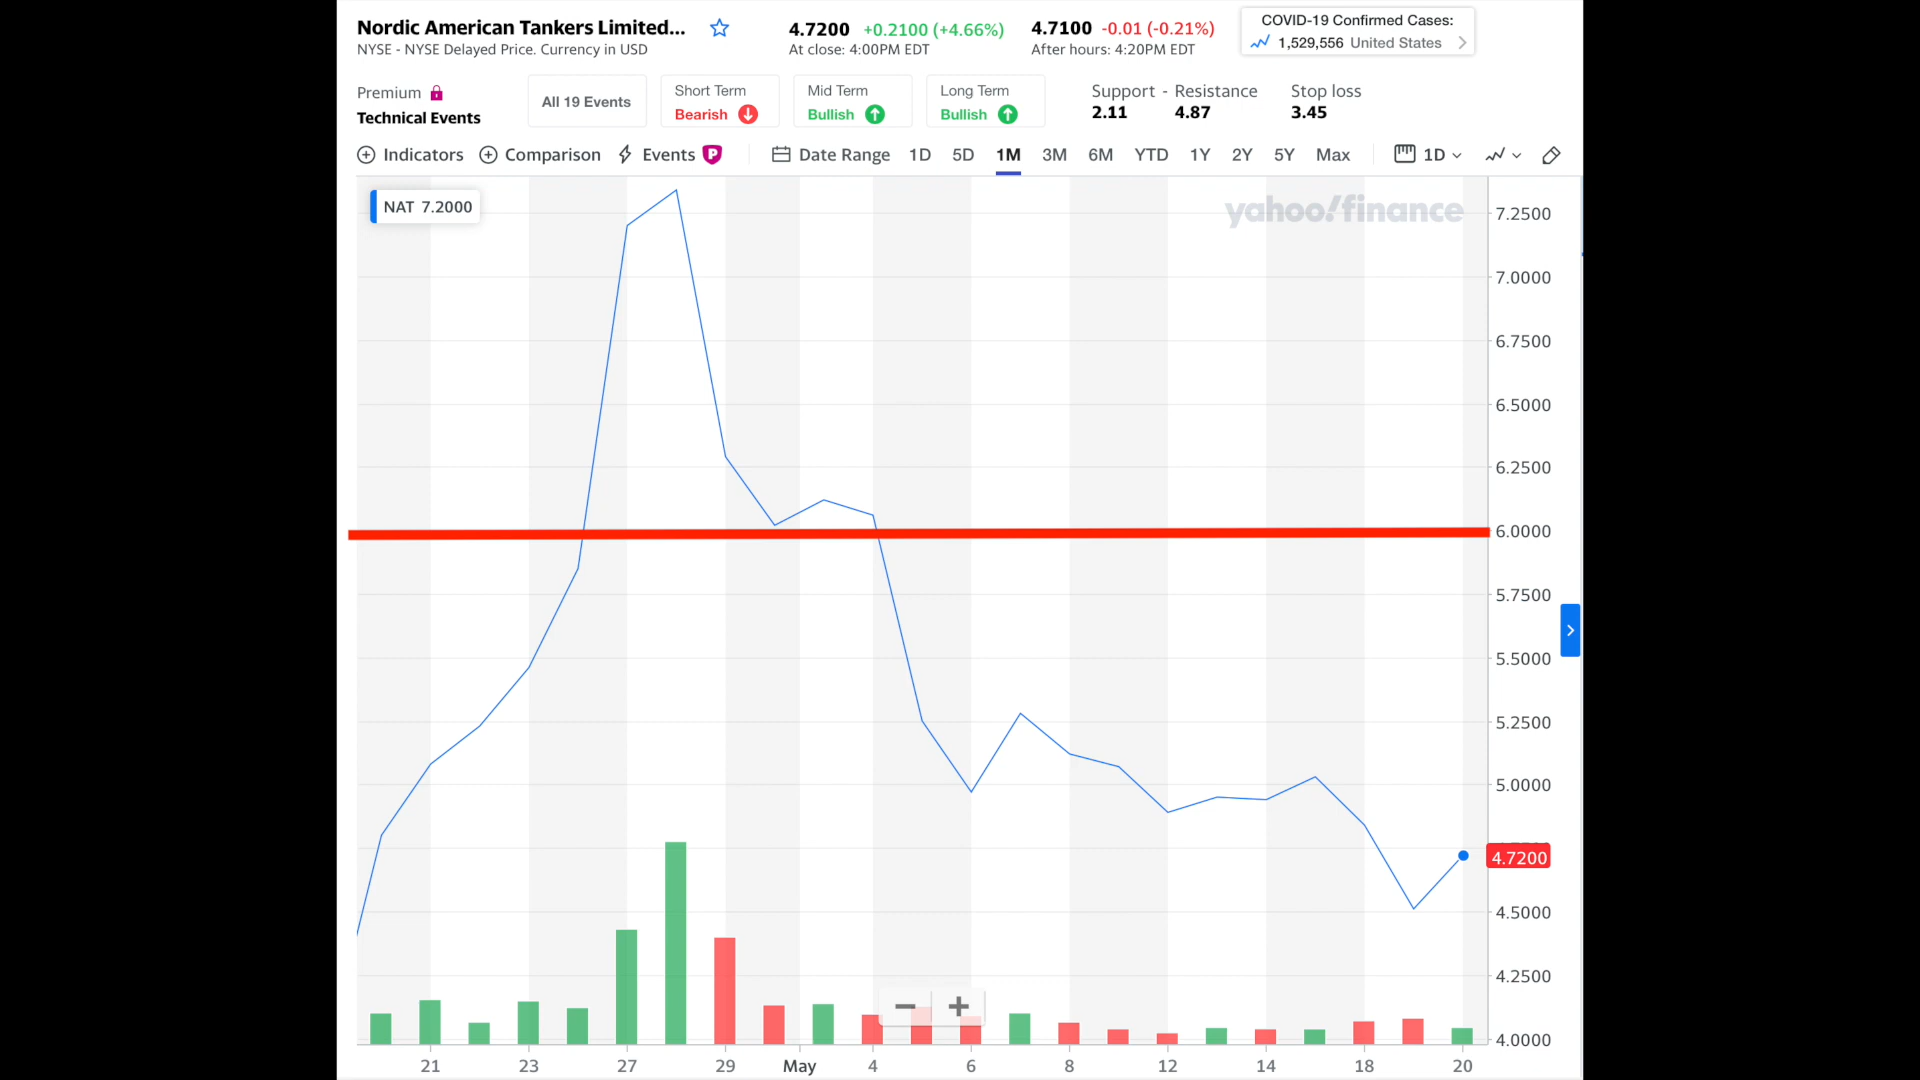 Nordic American Tankers Limited...
NYSE - NYSE Delayed Price. Currency in USD
4.7200 +0.2100 (+4.66%)
At close: 4:00PM EDT
4.7100 -0.01 (-0.21%)
After hours: 4:20PM EDT
COVID-19 Confirmed Cases:
1,529,556 United States
Premium
Technical Events
All 19 Events
Short Term
Bearish
Mid Term
Bullish
Long Term
Bullish
Support - Resistance
2.11 4.87
Stop loss
3.45
Indicators Comparison Events P Date Range 1D 5D 1M 3M 6M YTD 1Y 2Y 5Y Max 1D
NAT 7.2000
yahoo!finance
7.2500
7.0000
6.7500
6.5000
6.2500
6.0000
5.7500
5.5000
5.2500
5.0000
4.7200
4.5000
4.2500
4.0000
21 23 27 29 May 4 6 8 12 14 18 20